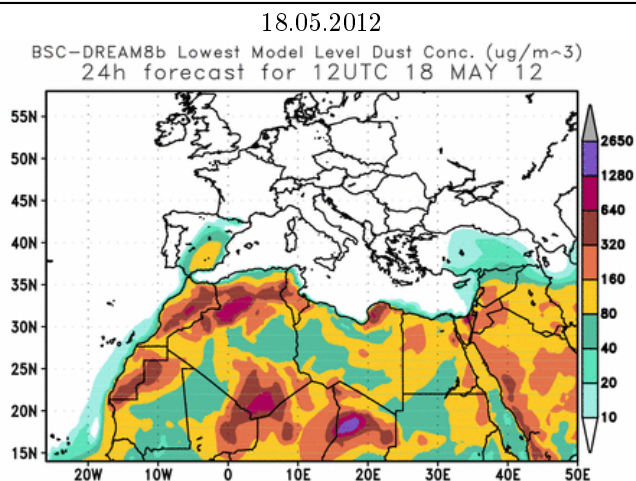 18.05.2012
BSC-DREAM8b Lowest Model Level Dust Conc. (ug/m^3)
24h forecast for 12UTC 18 MAY 12
55N
50N
45N
40N
35N
30N
25N
20N
15N
20W 10W 0 10E 20E 30E 40E 50E
2650
1280
640
320
160
80
40
20
10